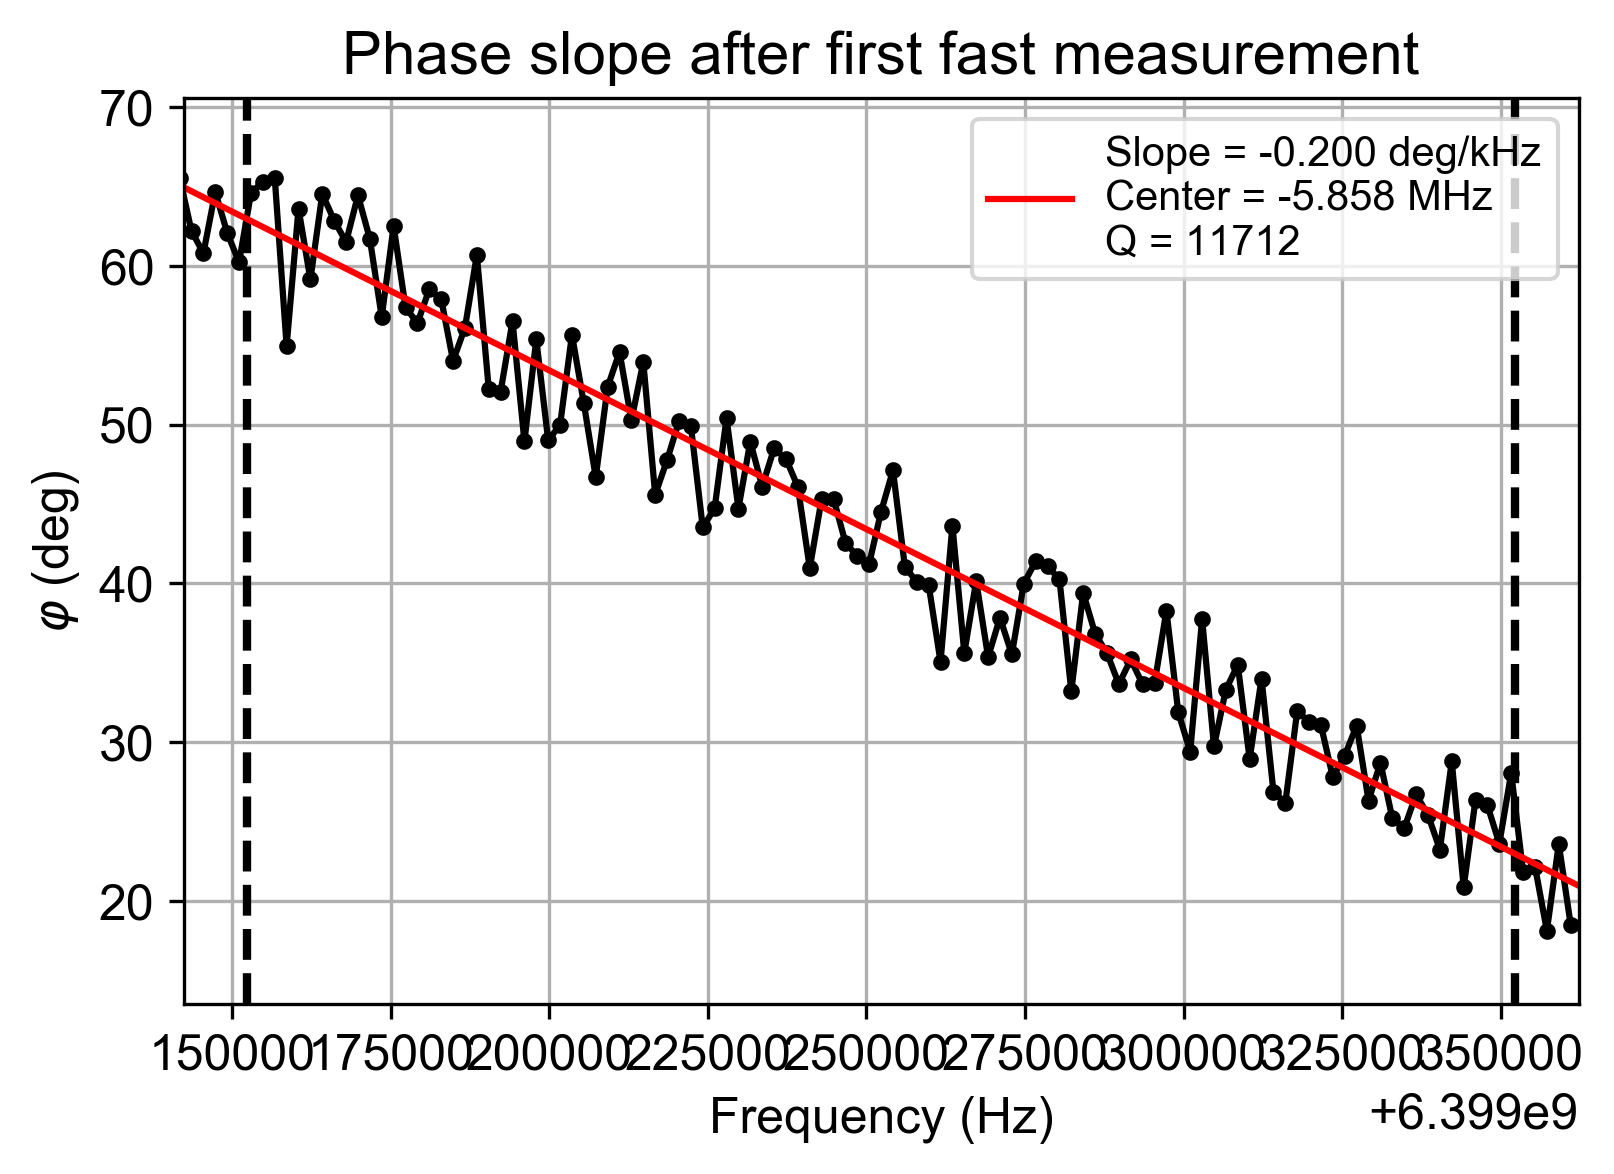 Phase slope after first fast measurement
70
60
50
40
30
20
φ (deg)
Slope = -0.200 deg/kHz
Center = -5.858 MHz
Q = 11712
150000 175000 200000 225000 250000 275000 300000 325000 350000
Frequency (Hz)
+6.399e9